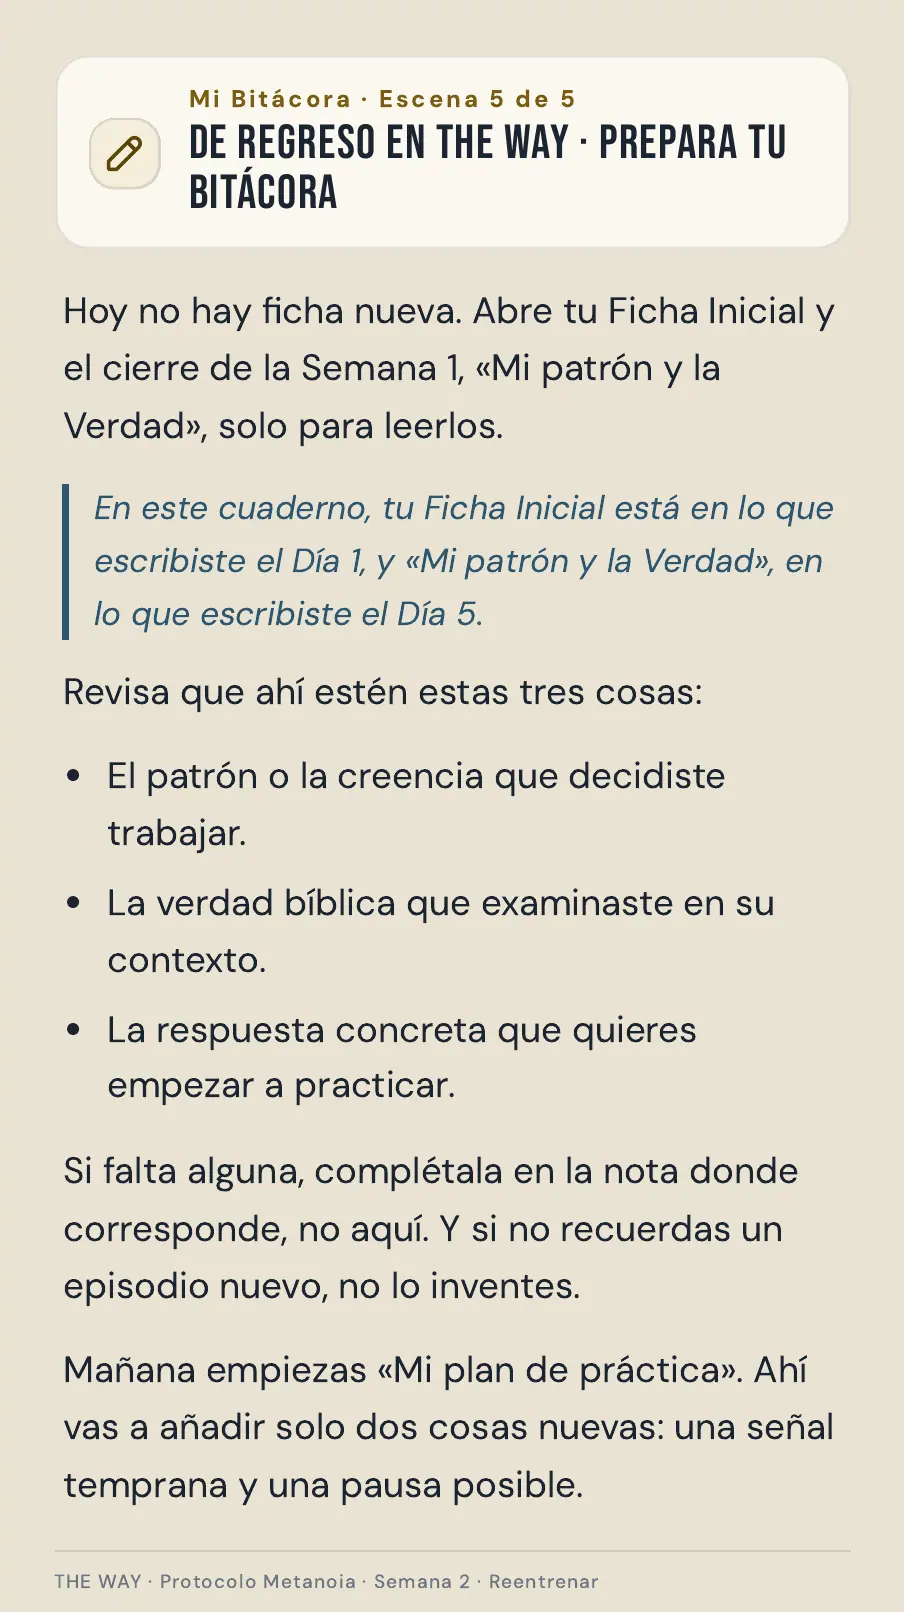 Mi Bitácora · Escena 5 de 5
DE REGRESO EN THE WAY · PREPARA TU
BITÁCORA
Hoy no hay ficha nueva. Abre tu Ficha Inicial y
el cierre de la Semana 1, «Mi patrón y la
Verdad», solo para leerlos.
En este cuaderno, tu Ficha Inicial está en lo que
escribiste el Día 1, y «Mi patrón y la Verdad», en
lo que escribiste el Día 5.
Revisa que ahí estén estas tres cosas:
• El patrón o la creencia que decidiste
trabajar.
• La verdad bíblica que examinaste en su
contexto.
• La respuesta concreta que quieres
empezar a practicar.
Si falta alguna, complétala en la nota donde
corresponde, no aquí. Y si no recuerdas un
episodio nuevo, no lo inventes.
Mañana empiezas «Mi plan de práctica». Ahí
vas a añadir solo dos cosas nuevas: una señal
temprana y una pausa posible.
THE WAY · Protocolo Metanoia · Semana 2 · Reentrenar